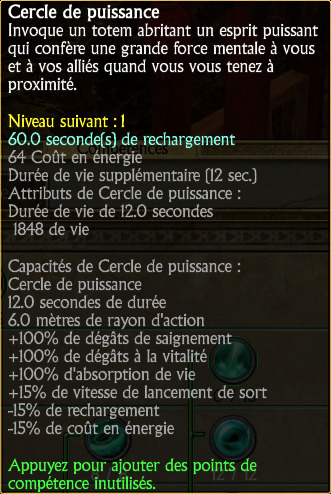 Cercle de puissance
Invoque un totem abritant un esprit puissant
qui confère une grande force mentale à vous
et à vos alliés quand vous vous tenez à
proximité.
Niveau suivant : 1
60.0 seconde(s) de rechargement
64 Coût en énergie
Durée de vie supplémentaire (12 sec.)
Attributs de Cercle de puissance :
Durée de vie de 12.0 secondes
1848 de vie
Capacités de Cercle de puissance :
Cercle de puissance
12.0 secondes de durée
6.0 mètres de rayon d'action
+100% de dégâts de saignement
+100% de dégâts à la vitalité
+100% d'absorption de vie
+15% de vitesse de lancement de sort
-15% de rechargement
-15% de coût en énergie
Appuyez pour ajouter des points de
compétence inutilisés.